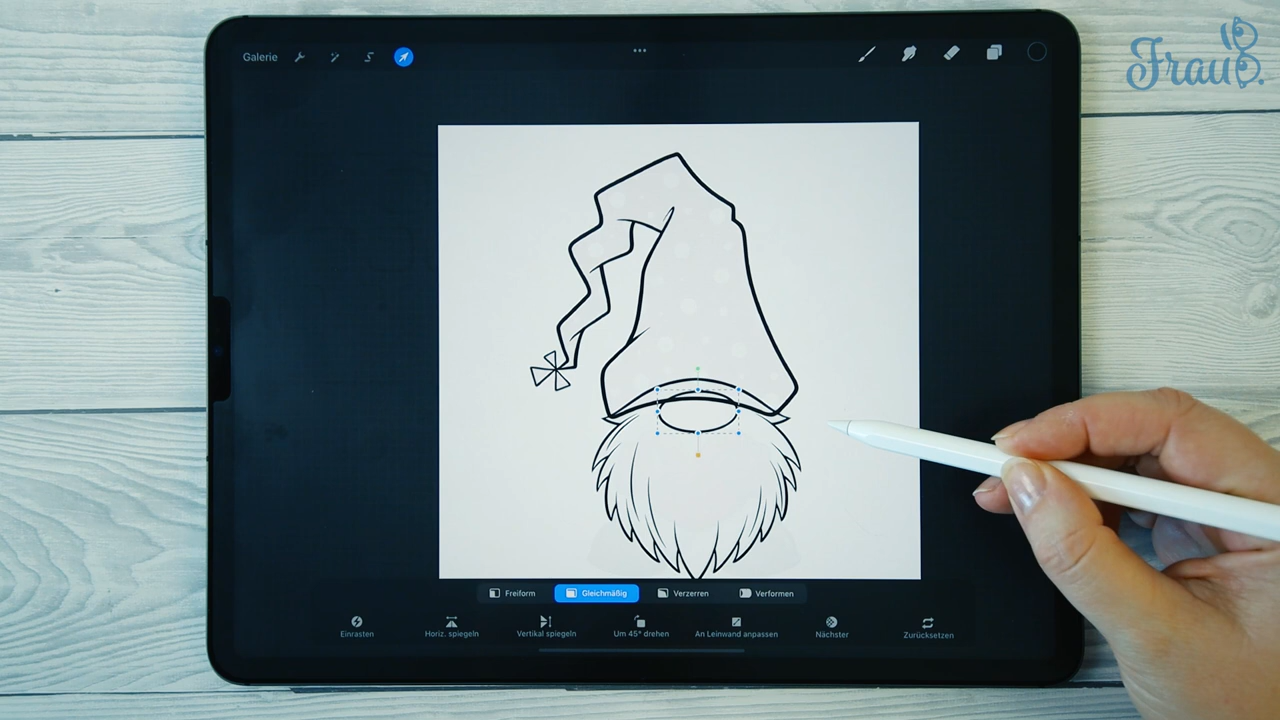 Galerie
Frau B.
Freiform
Gleichmäßig
Verzerren
Verformen
Einrasten
Horiz. spiegeln
Vertikal spiegeln
Um 45° drehen
An Leinwand anpassen
Nächster
Zurücksetzen